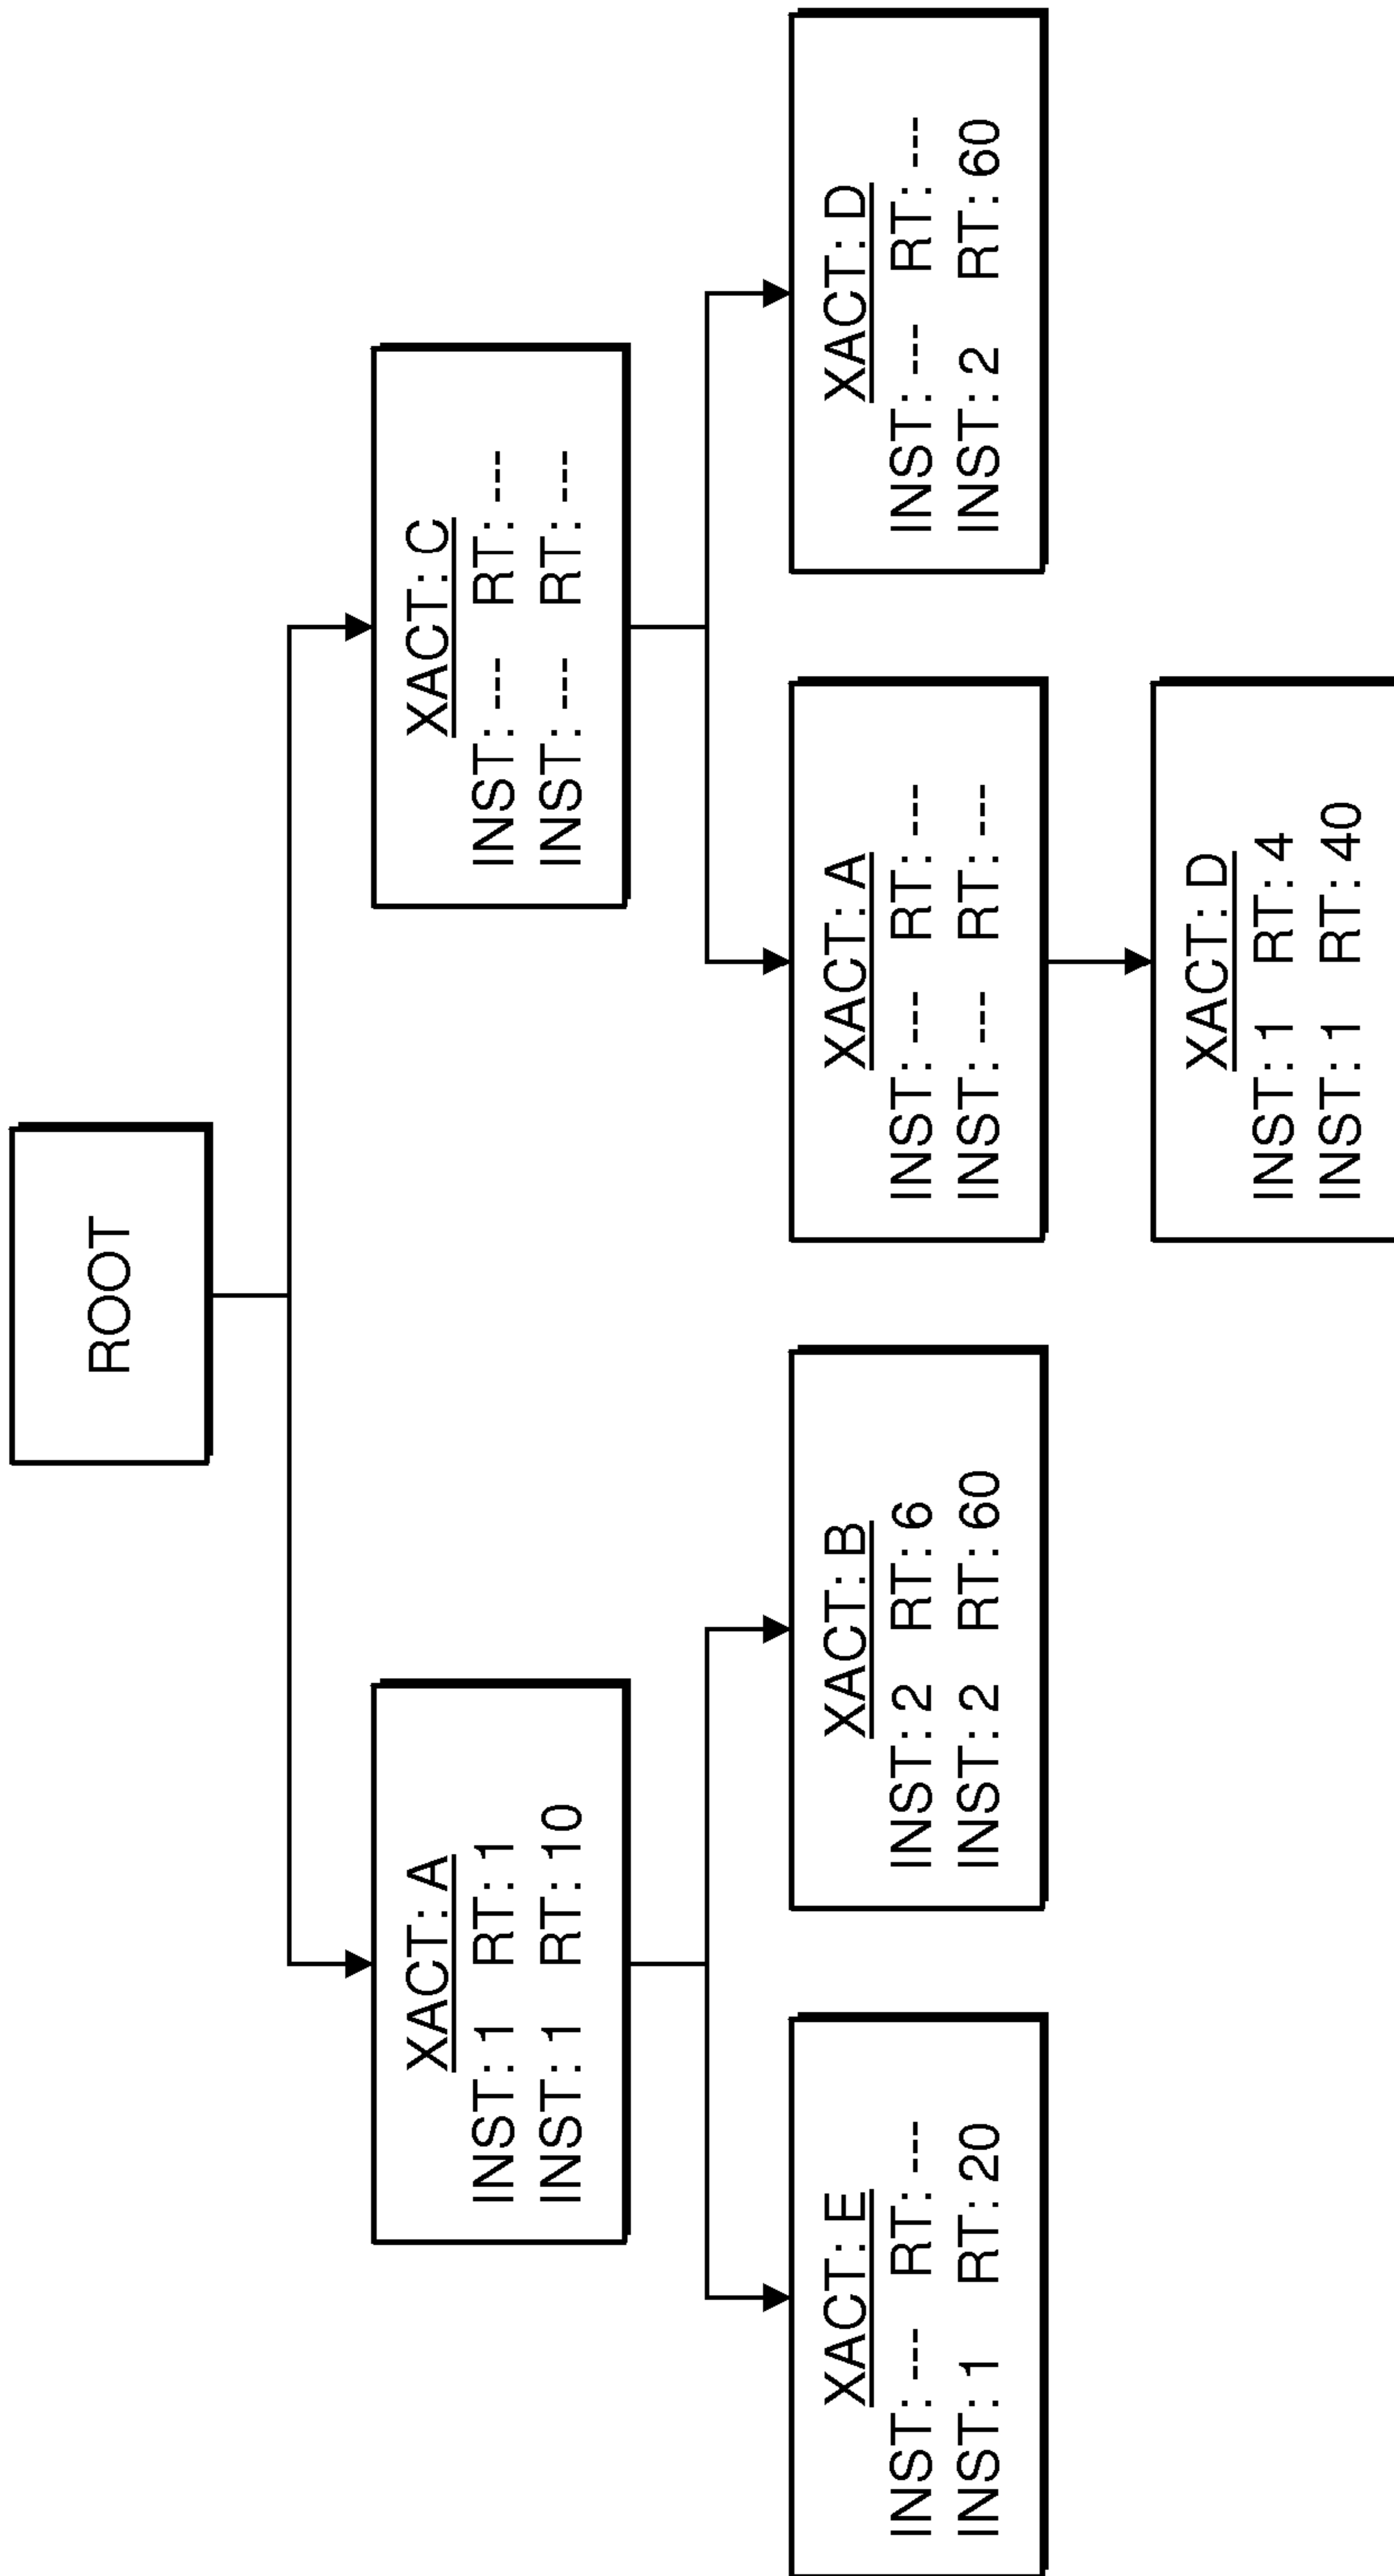 ROOT
XACT: A
INST: 1 RT: 1
INST: 1 RT: 10
XACT: C
INST: --- RT: ---
INST: --- RT: ---
XACT: E
INST: --- RT: ---
INST: 1 RT: 20
XACT: B
INST: 2 RT: 6
INST: 2 RT: 60
XACT: A
INST: --- RT: ---
INST: --- RT: ---
XACT: D
INST: --- RT: ---
INST: 2 RT: 60
XACT: D
INST: 1 RT: 4
INST: 1 RT: 40